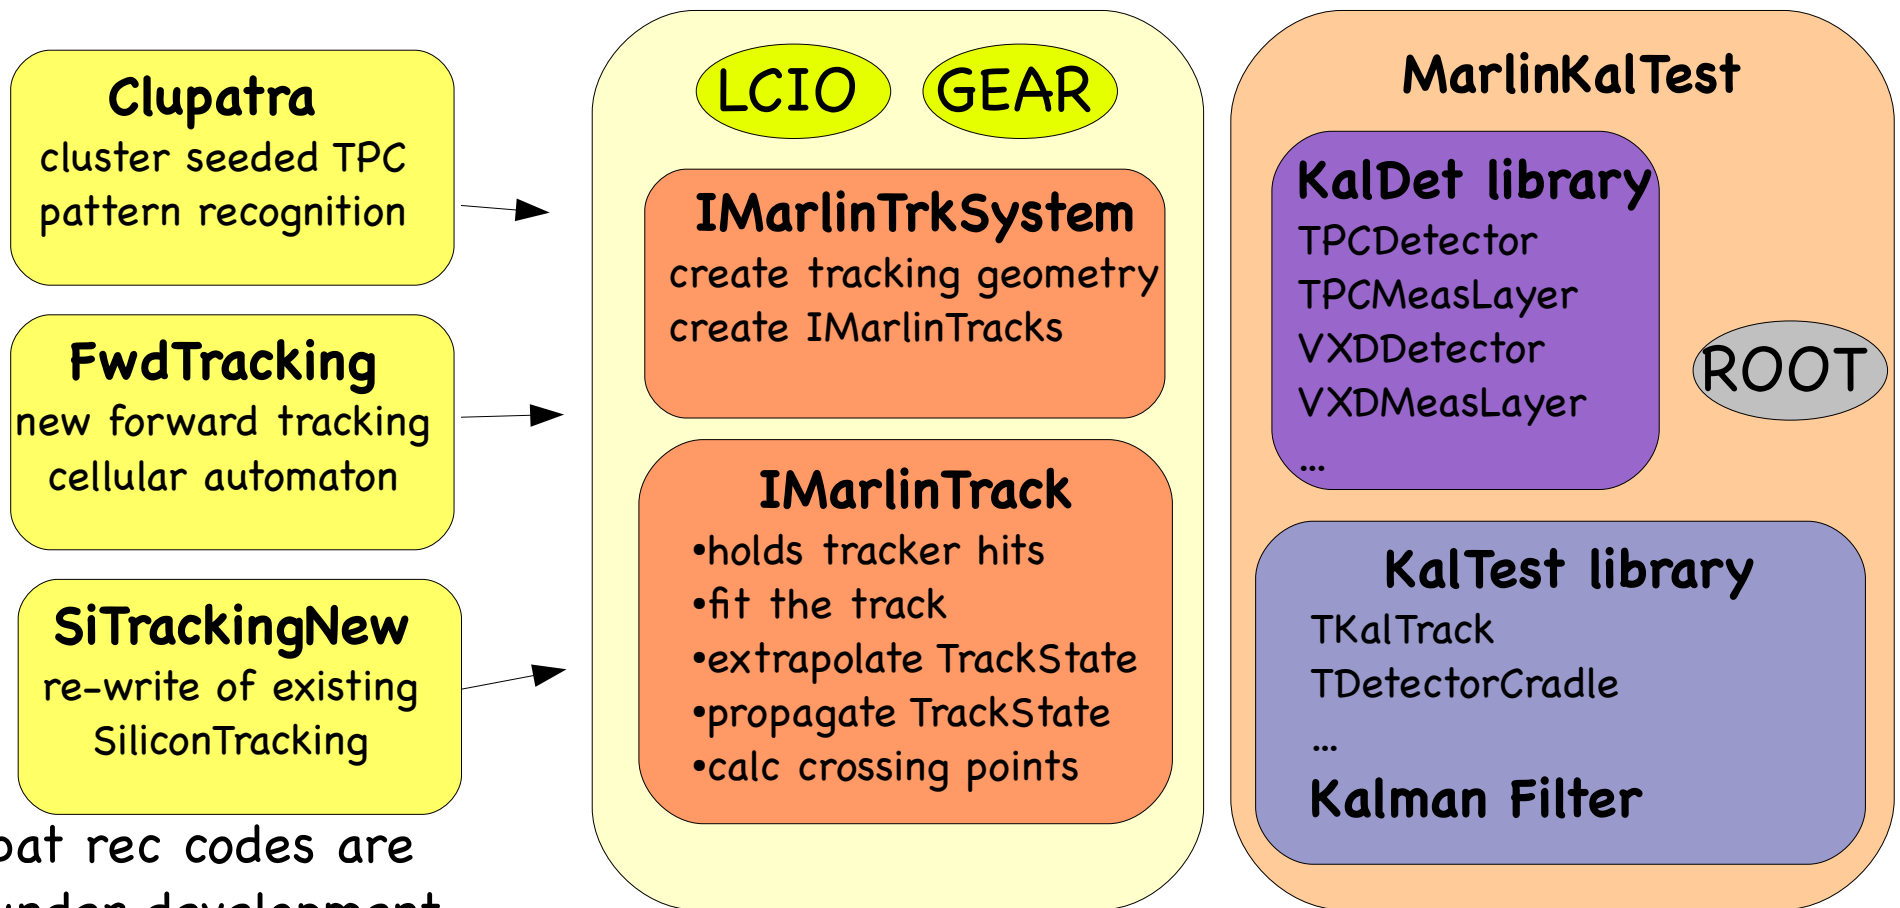 Clupatra
cluster seeded TPC
pattern recognition
FwdTracking
new forward tracking
cellular automaton
SiTrackingNew
re-write of existing
SiliconTracking
pat rec codes are
under development
LCIO
GEAR
IMarlinTrkSystem
create tracking geometry
create IMarlinTracks
IMarlinTrack
•holds tracker hits
•fit the track
•extrapolate TrackState
•propagate TrackState
•calc crossing points
MarlinKalTest
KalDet library
TPCDetector
TPCMeasLayer
VXDDetector
VXDMeasLayer
...
ROOT
KalTest library
TKalTrack
TDetectorCradle
...
Kalman Filter